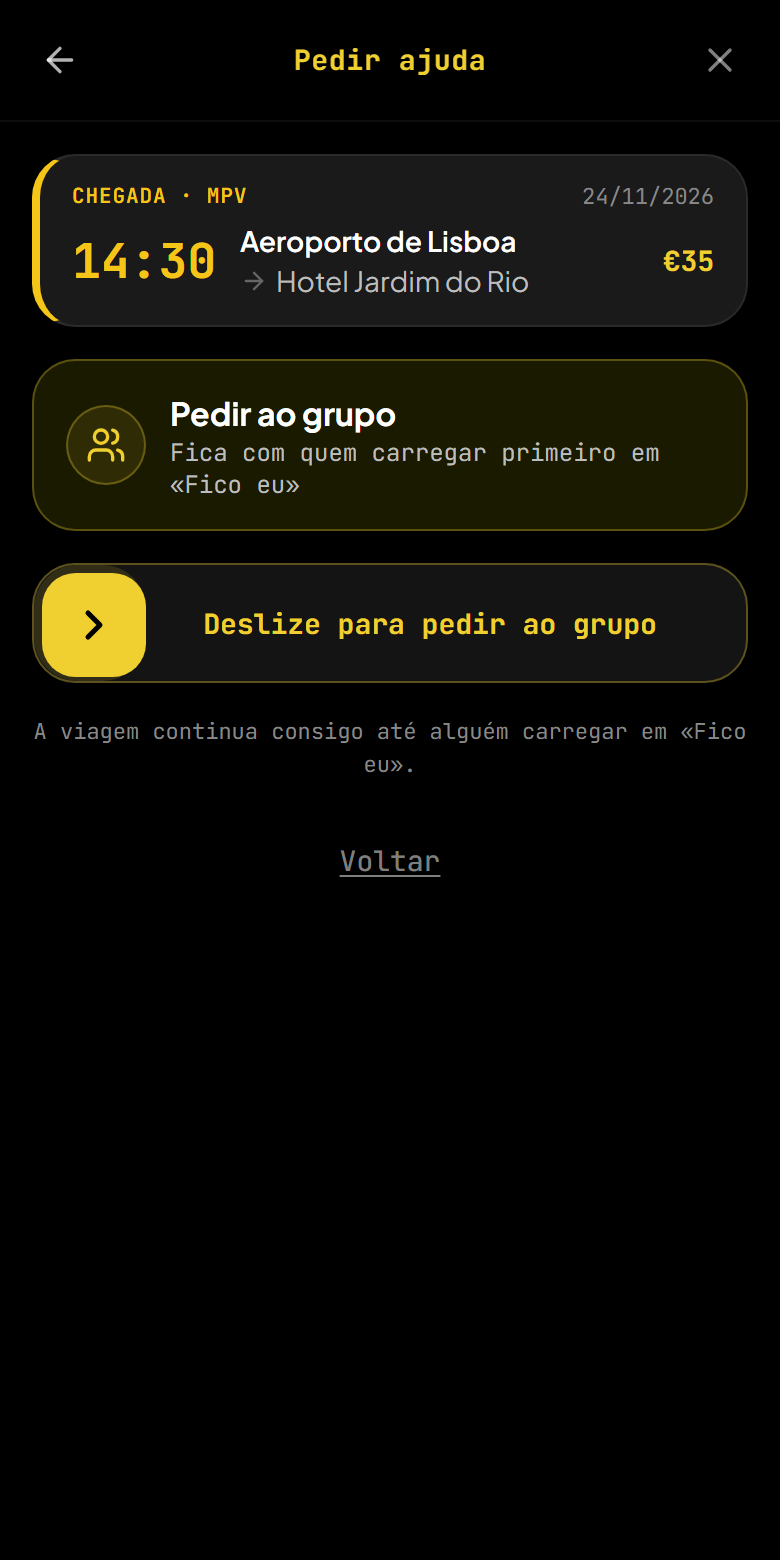 Pedir ajuda
CHEGADA · MPV
24/11/2026
14:30
Aeroporto de Lisboa
→ Hotel Jardim do Rio
€35
Pedir ao grupo
Fica com quem carregar primeiro em
«Fico eu»
Deslize para pedir ao grupo
A viagem continua consigo até alguém carregar em «Fico
eu».
Voltar